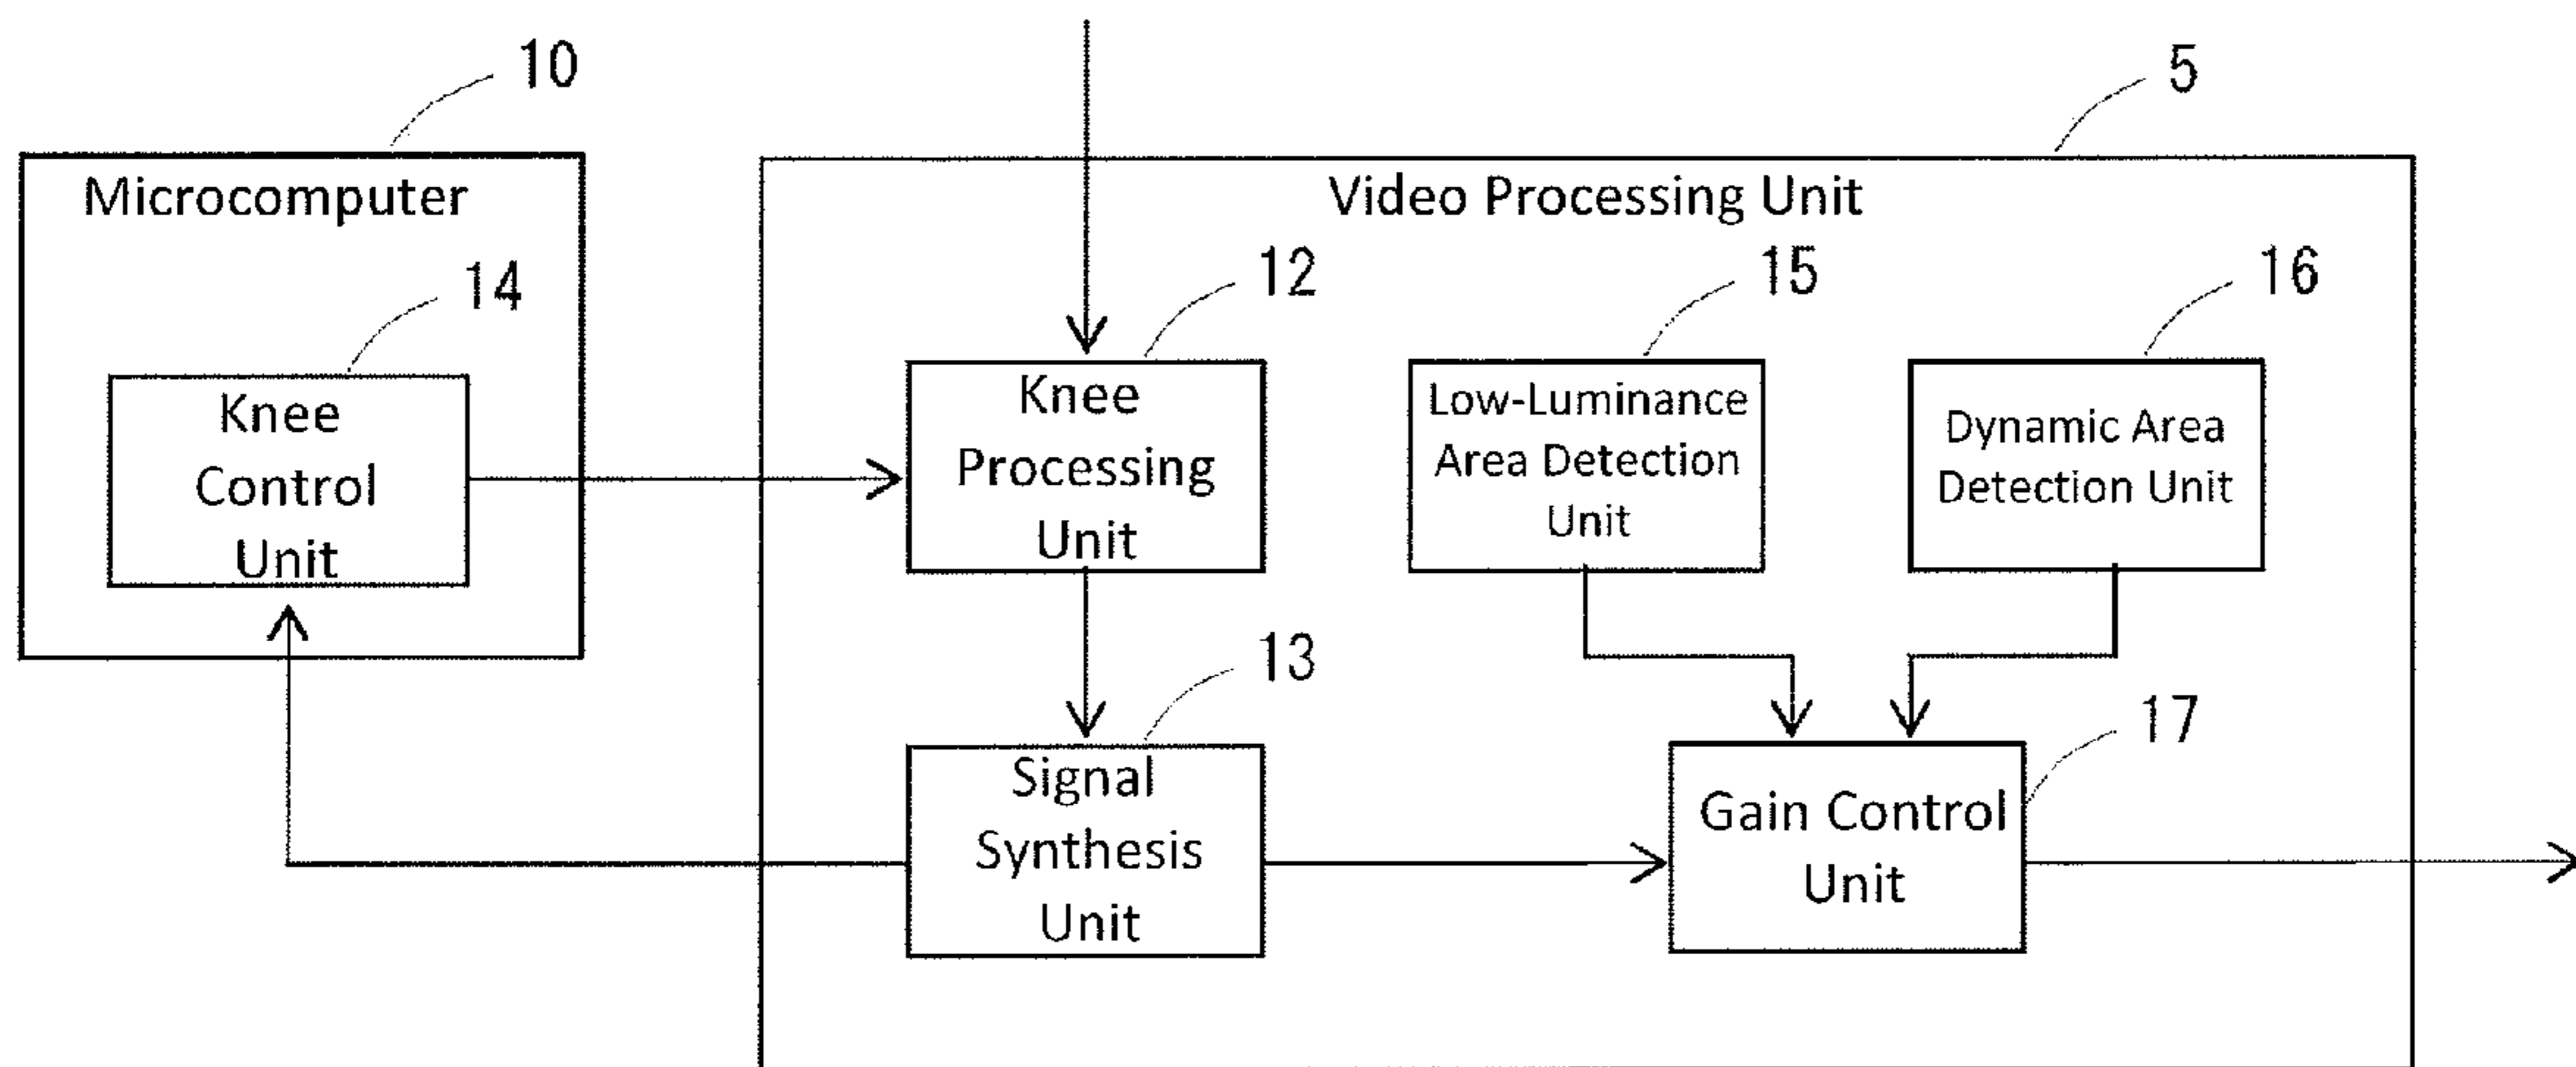 10
5
Microcomputer
Video Processing Unit
14
12
15
16
Knee
Control
Unit
Knee
Processing
Unit
Low-Luminance
Area Detection
Unit
Dynamic Area
Detection Unit
13
17
Signal
Synthesis
Unit
Gain Control
Unit